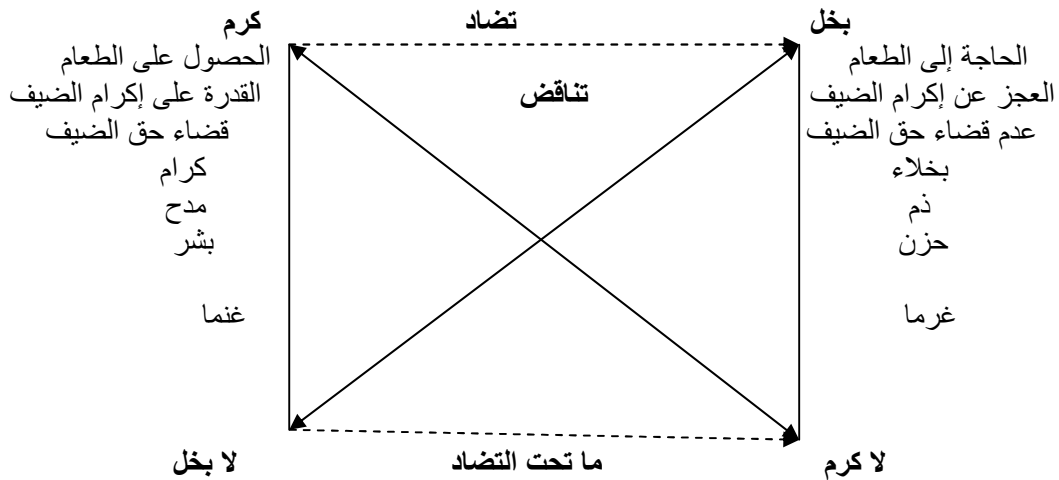 بخل تضاد كرم
الحاجة إلى الطعام الحصول على الطعام
العجز عن إكرام الضيف تناقض القدرة على إكرام الضيف
عدم قضاء حق الضيف قضاء حق الضيف
بخلاء كرام
ذم مدح
حزن بشر
غرما غنما
لا كرم ما تحت التضاد لا بخل